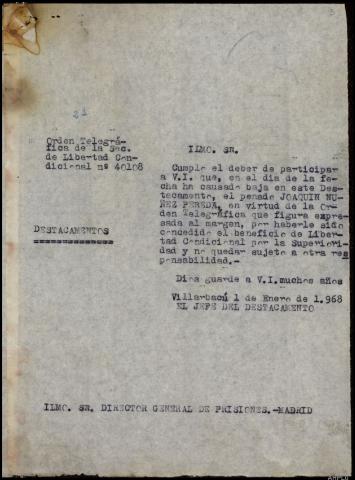 21
Orden Telegrá-
fica de la Sec.
de Libertad Con-
dicional nº 40108
DESTACAMENTOS
ILMO. SR.
Cumplo el deber de participar
a V.I. que, en el día de la fe
cha ha causado baja en este Des-
tacamento, el penado JOAQUIN NU-
ÑEZ PEREDA, en virtud de la Or-
den Telegráfica que figura expre-
sada al margen, por haberle sido
concedido el beneficio de Liber-
tad Condicional por la Superiori-
dad y no quedar sujeto a otra res
ponsabilidad.-
Dios guarde a V.I. muchos años
Villarbacú 1 de Enero de 1.968
EL JEFE DEL DESTACAMENTO
ILMO. SR. DIRECTOR GENERAL DE PRISIONES.-MADRID